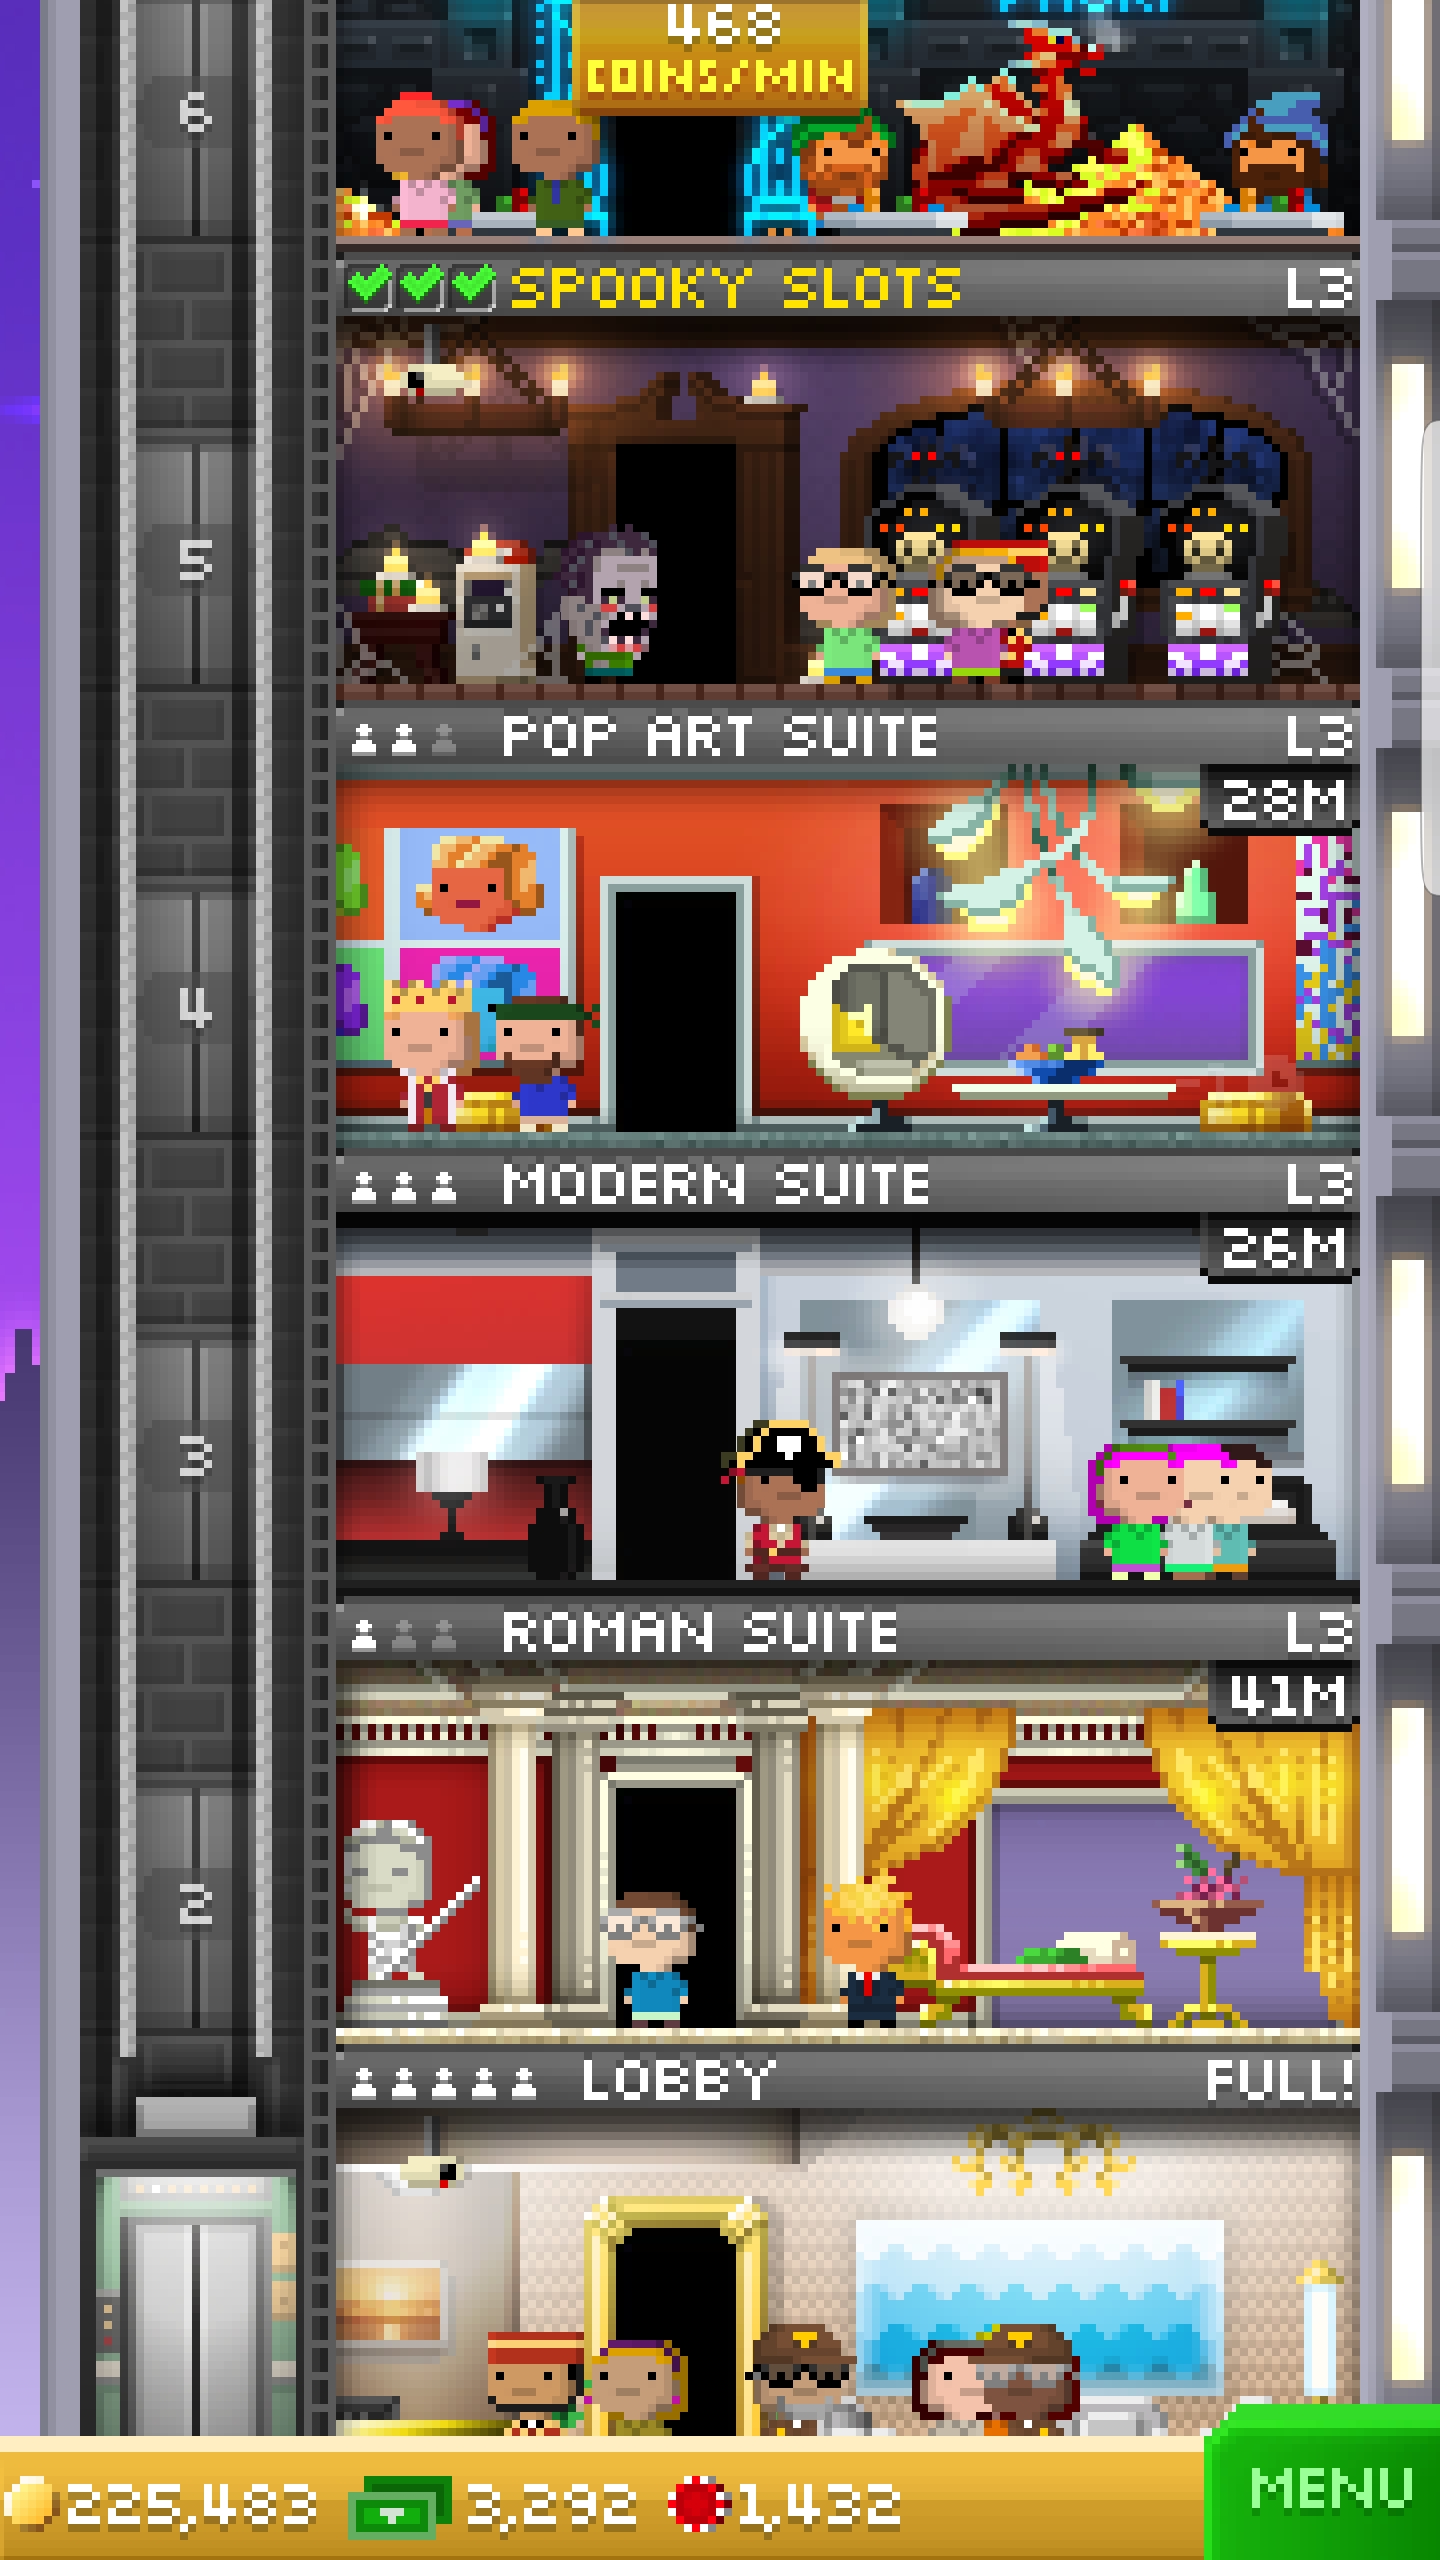 468
COINS/MIN
6
SPOOKY SLOTS L3
5
POP ART SUITE L3
28M
4
MODERN SUITE L3
26M
3
ROMAN SUITE L3
41M
2
LOBBY FULL!
225,483 3,292 1,432
MENU